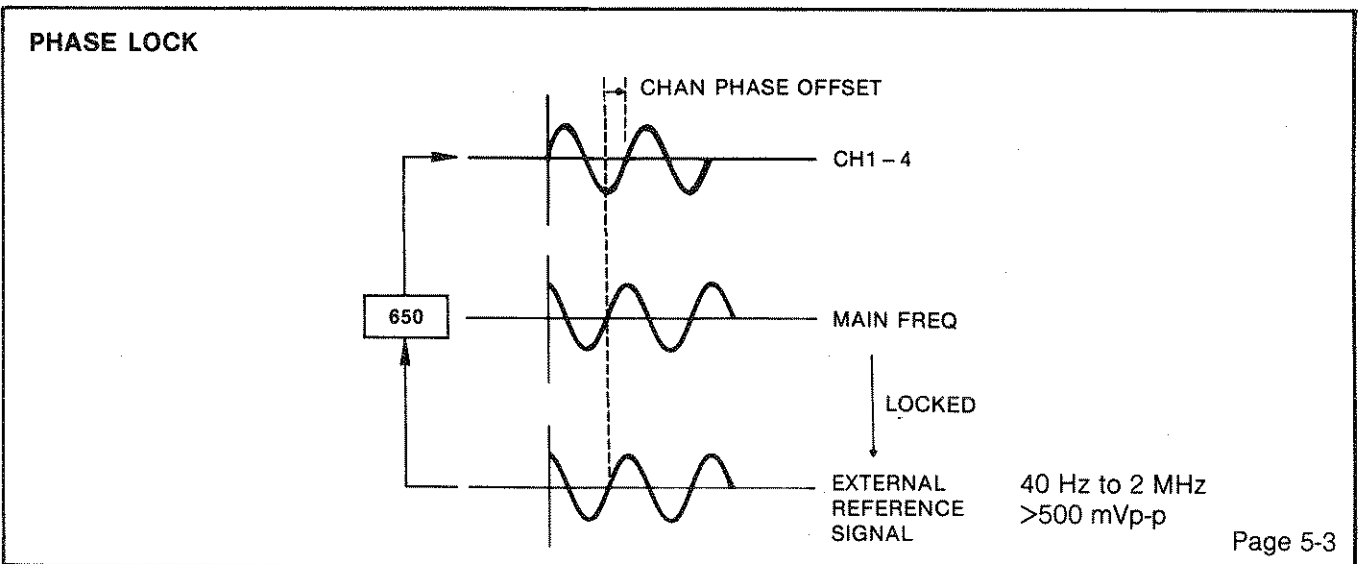 PHASE LOCK
CHAN PHASE OFFSET
CH1–4
650
MAIN FREQ
LOCKED
EXTERNAL
REFERENCE
SIGNAL
40 Hz to 2 MHz
>500 mVp-p
Page 5-3